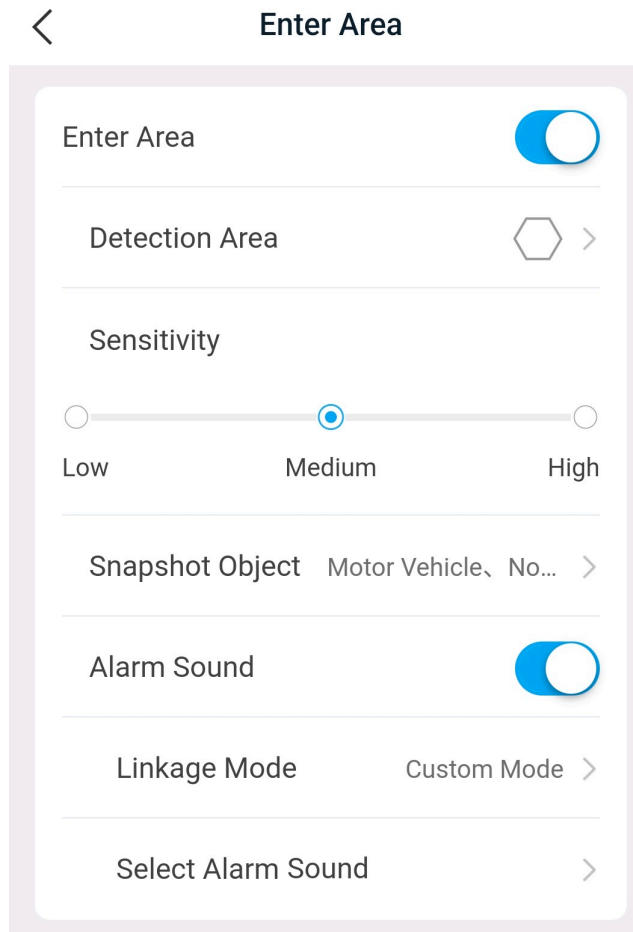 Enter Area
Enter Area
Detection Area
Sensitivity
Low Medium High
Snapshot Object Motor Vehicle、No...
Alarm Sound
Linkage Mode Custom Mode
Select Alarm Sound